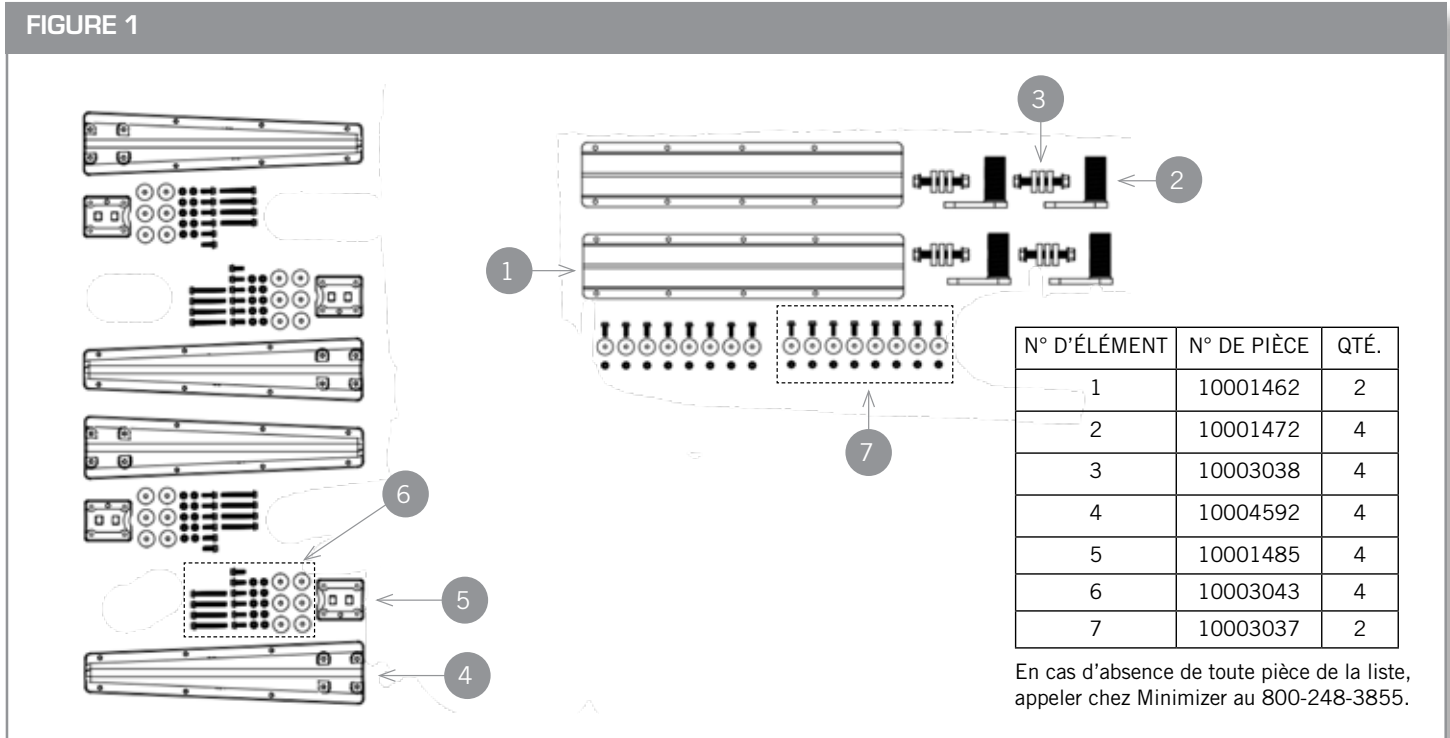 FIGURE 1
3
2
1
7
6
5
4
N° D'ÉLÉMENT N° DE PIÈCE QTÉ.
1 10001462 2
2 10001472 4
3 10003038 4
4 10004592 4
5 10001485 4
6 10003043 4
7 10003037 2
En cas d'absence de toute pièce de la liste,
appeler chez Minimizer au 800-248-3855.